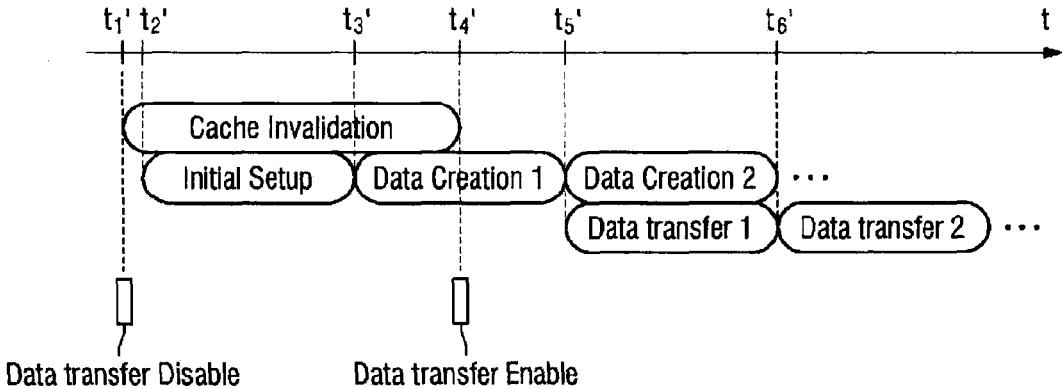 t1' t2' t3' t4' t5' t6' t
Cache Invalidation
Initial Setup Data Creation 1 Data Creation 2 ···
Data transfer 1 Data transfer 2 ···
Data transfer Disable Data transfer Enable